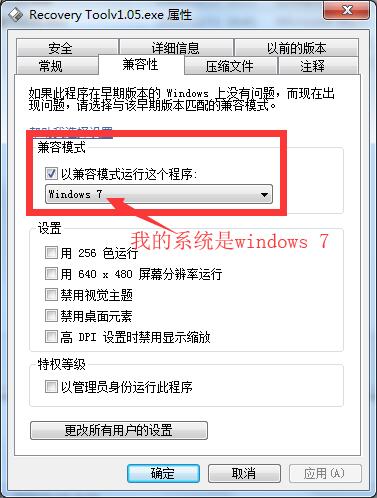 Recovery Toolv1.05.exe 属性
安全
详细信息
以前的版本
常规
兼容性
压缩文件
注释
如果此程序在早期版本的 Windows 上没有问题，而现在出
现问题，请选择与该早期版本匹配的兼容模式。
帮助我选择设置
兼容模式
以兼容模式运行这个程序:
Windows 7
我的系统是windows 7
设置
用 256 色运行
用 640 x 480 屏幕分辨率运行
禁用视觉主题
禁用桌面元素
高 DPI 设置时禁用显示缩放
特权等级
以管理员身份运行此程序
更改所有用户的设置
确定
取消
应用(A)